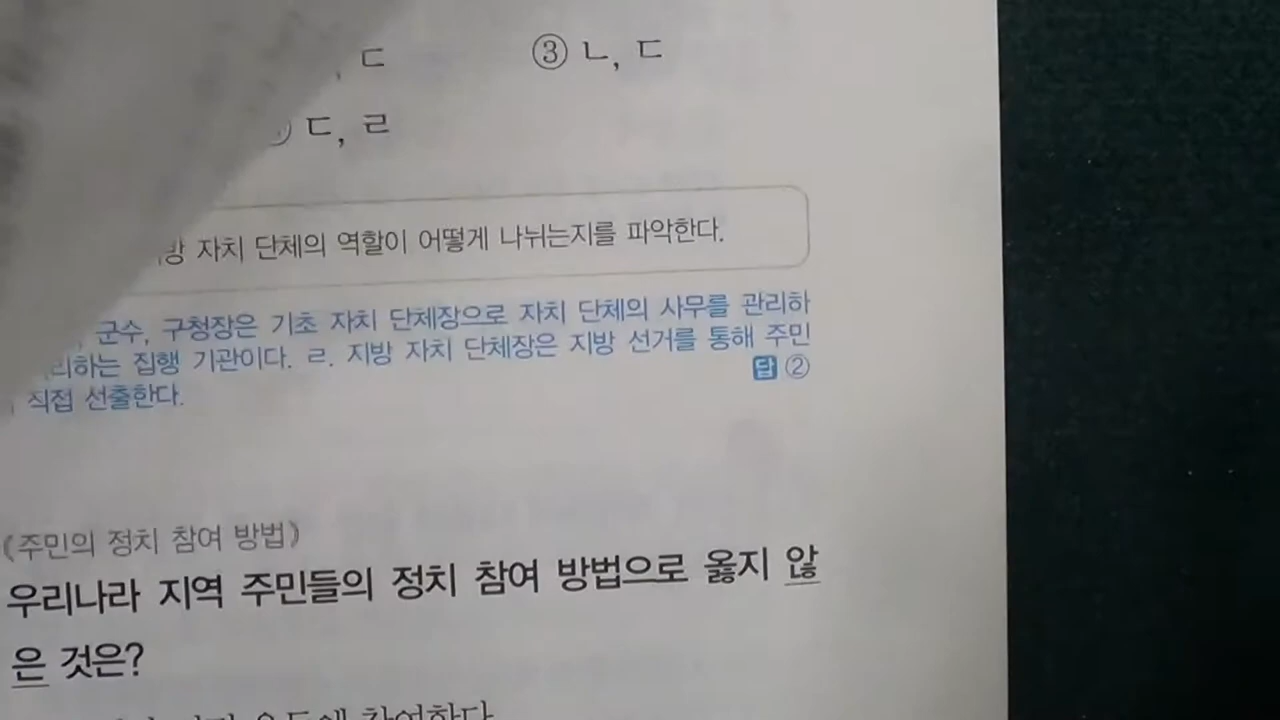 ㄷ ③ ㄴ, ㄷ
ㄷ, ㄹ
자치 단체의 역할이 어떻게 나뉘는지를 파악한다.
군수, 구청장은 기초 자치 단체장으로 자치 단체의 사무를 관리하
집행 기관이다. ㄹ. 지방 자치 단체장은 지방 선거를 통해 주민
직접 선출한다. 답 ②
《주민의 정치 참여 방법》
우리나라 지역 주민들의 정치 참여 방법으로 옳지 않
은 것은?
참여한다